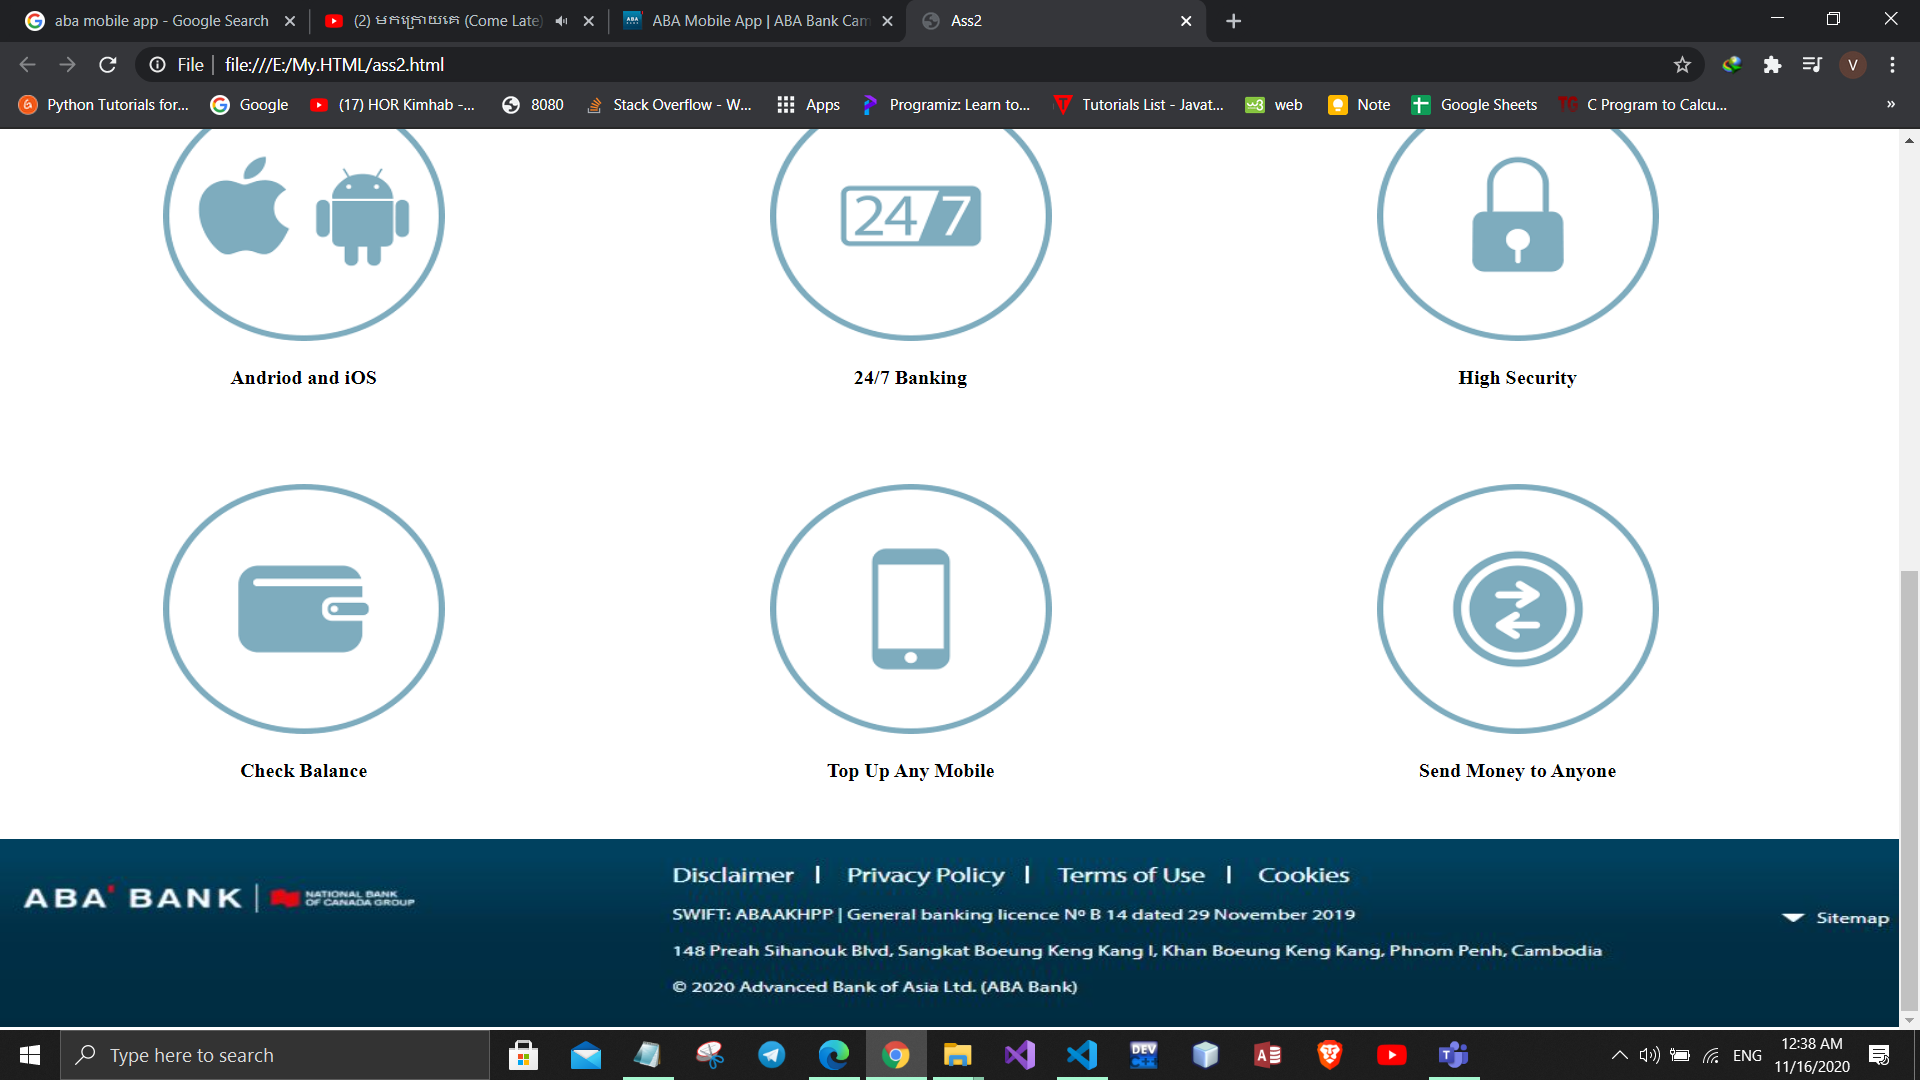 aba mobile app - Google Search
(2) មកក្រោយគេ (Come Late)
ABA Mobile App | ABA Bank Cam
Ass2
File
file:///E:/My.HTML/ass2.html
V
Python Tutorials for...
Google
(17) HOR Kimhab -...
8080
Stack Overflow - W...
Apps
Programiz: Learn to...
Tutorials List - Javat...
web
Note
Google Sheets
C Program to Calcu...
»
24/7
Andriod and iOS
24/7 Banking
High Security
Check Balance
Top Up Any Mobile
Send Money to Anyone
ABA' BANK | NATIONAL BANK OF CANADA GROUP
Disclaimer | Privacy Policy | Terms of Use | Cookies
SWIFT: ABAAKHPP | General banking licence Nº B 14 dated 29 November 2019
Sitemap
148 Preah Sihanouk Blvd, Sangkat Boeung Keng Kang I, Khan Boeung Keng Kang, Phnom Penh, Cambodia
© 2020 Advanced Bank of Asia Ltd. (ABA Bank)
Type here to search
DEV C++
ENG
12:38 AM
11/16/2020